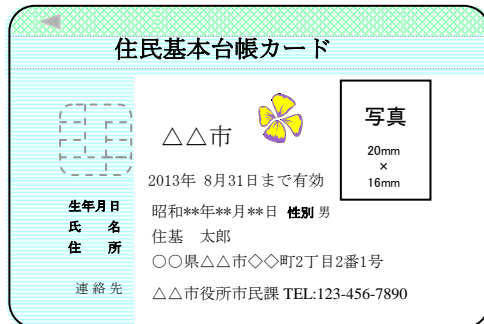 住民基本台帳カード
写真
20mm
×
16mm
△△市
2013年 8月31日まで有効
生年月日 昭和**年**月**日 性別 男
氏 名 住基 太郎
住 所 ○○県△△市◇◇町2丁目2番1号
連絡先 △△市役所市民課 TEL:123-456-7890